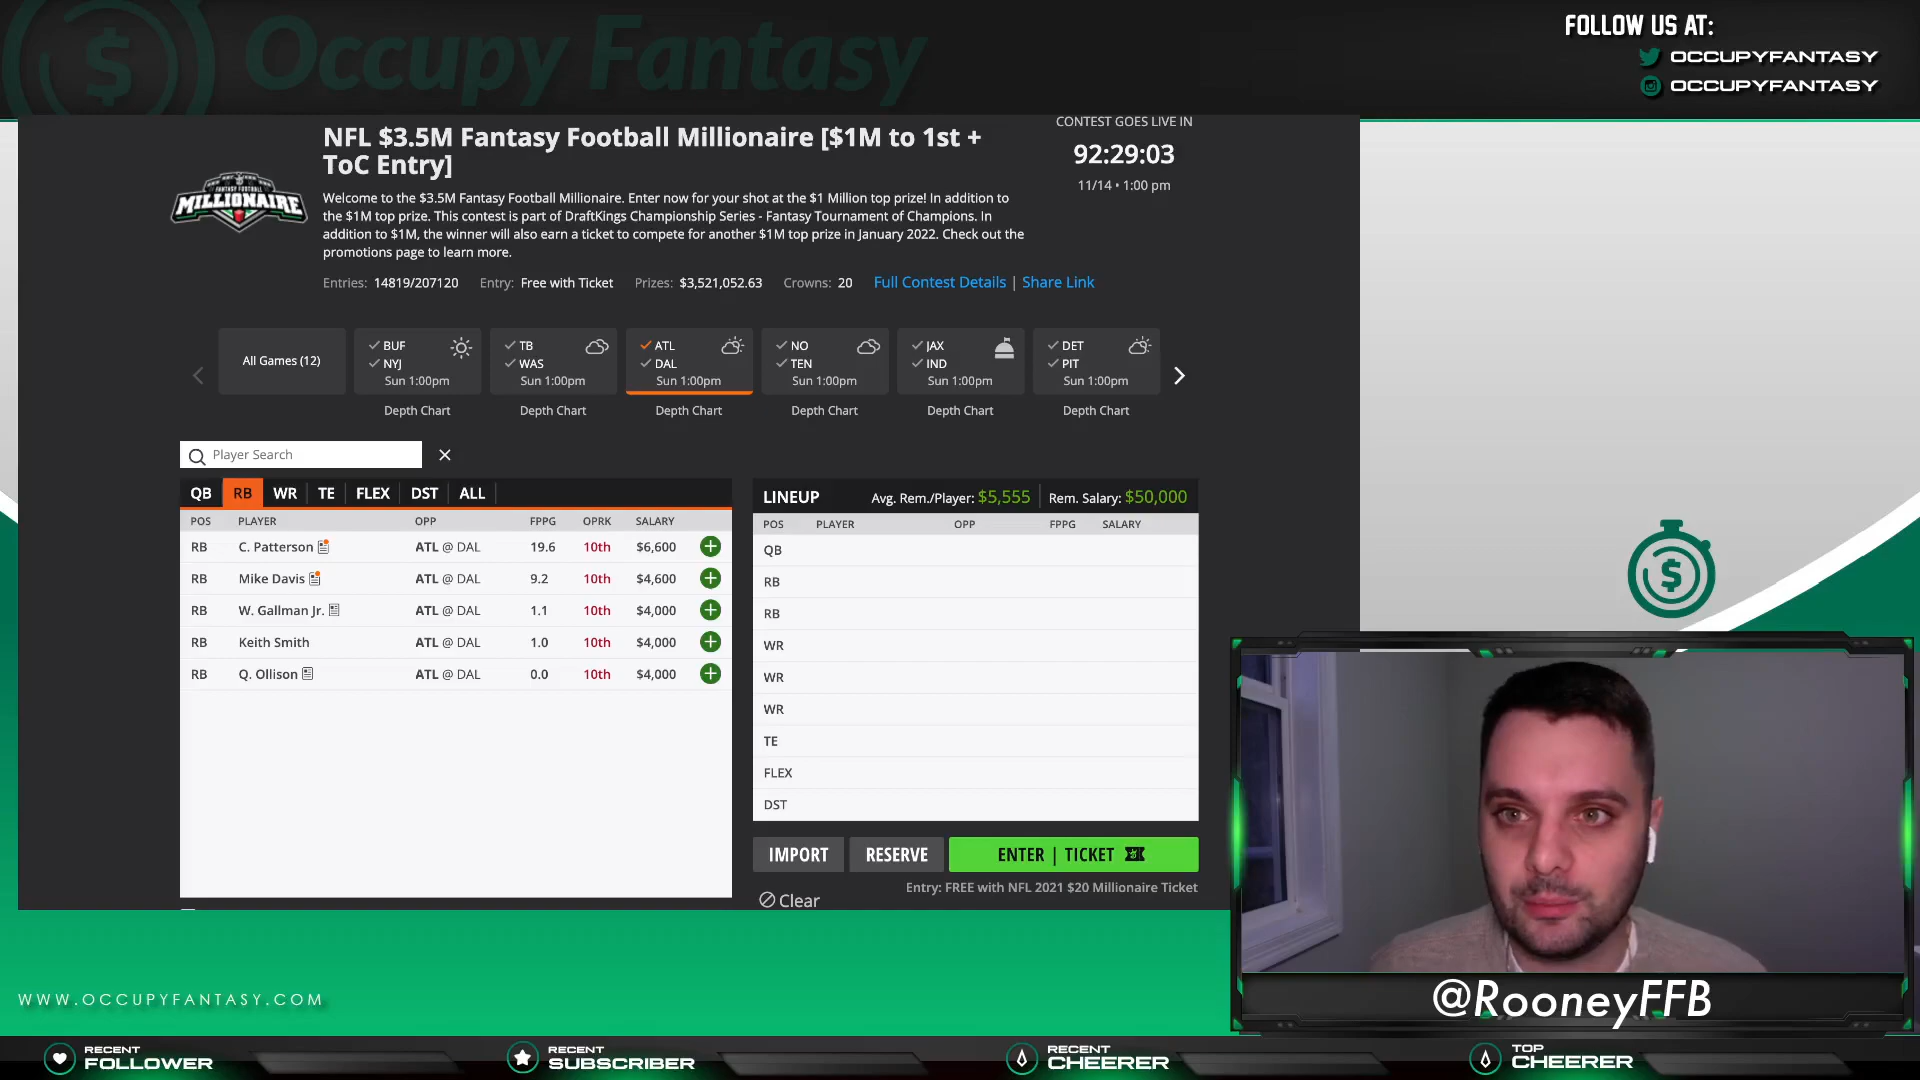 Occupy Fantasy
FOLLOW US AT:
OCCUPYFANTASY
OCCUPYFANTASY
NFL $3.5M Fantasy Football Millionaire [$1M to 1st +
ToC Entry]
CONTEST GOES LIVE IN
92:29:03
11/14 • 1:00 pm
FANTASY FOOTBALL
MILLIONAIRE
Welcome to the $3.5M Fantasy Football Millionaire. Enter now for your shot at the $1 Million top prize! In addition to
the $1M top prize. This contest is part of DraftKings Championship Series - Fantasy Tournament of Champions. In
addition to $1M, the winner will also earn a ticket to compete for another $1M top prize in January 2022. Check out the
promotions page to learn more.
Entries: 14819/207120 Entry: Free with Ticket Prizes: $3,521,052.63 Crowns: 20 Full Contest Details | Share Link
All Games (12)
BUF
NYJ
Sun 1:00pm
Depth Chart
TB
WAS
Sun 1:00pm
Depth Chart
ATL
DAL
Sun 1:00pm
Depth Chart
NO
TEN
Sun 1:00pm
Depth Chart
JAX
IND
Sun 1:00pm
Depth Chart
DET
PIT
Sun 1:00pm
Depth Chart
Player Search
QB RB WR TE FLEX DST ALL
POS PLAYER OPP FPPG OPRK SALARY
RB C. Patterson ATL @ DAL 19.6 10th $6,600
RB Mike Davis ATL @ DAL 9.2 10th $4,600
RB W. Gallman Jr. ATL @ DAL 1.1 10th $4,000
RB Keith Smith ATL @ DAL 1.0 10th $4,000
RB Q. Ollison ATL @ DAL 0.0 10th $4,000
LINEUP Avg. Rem./Player: $5,555 Rem. Salary: $50,000
POS PLAYER OPP FPPG SALARY
QB
RB
RB
WR
WR
WR
TE
FLEX
DST
IMPORT RESERVE ENTER | TICKET
Entry: FREE with NFL 2021 $20 Millionaire Ticket
Clear
@RooneyFFB
WWW.OCCUPYFANTASY.COM
RECENT
FOLLOWER
RECENT
SUBSCRIBER
RECENT
CHEERER
TOP
CHEERER